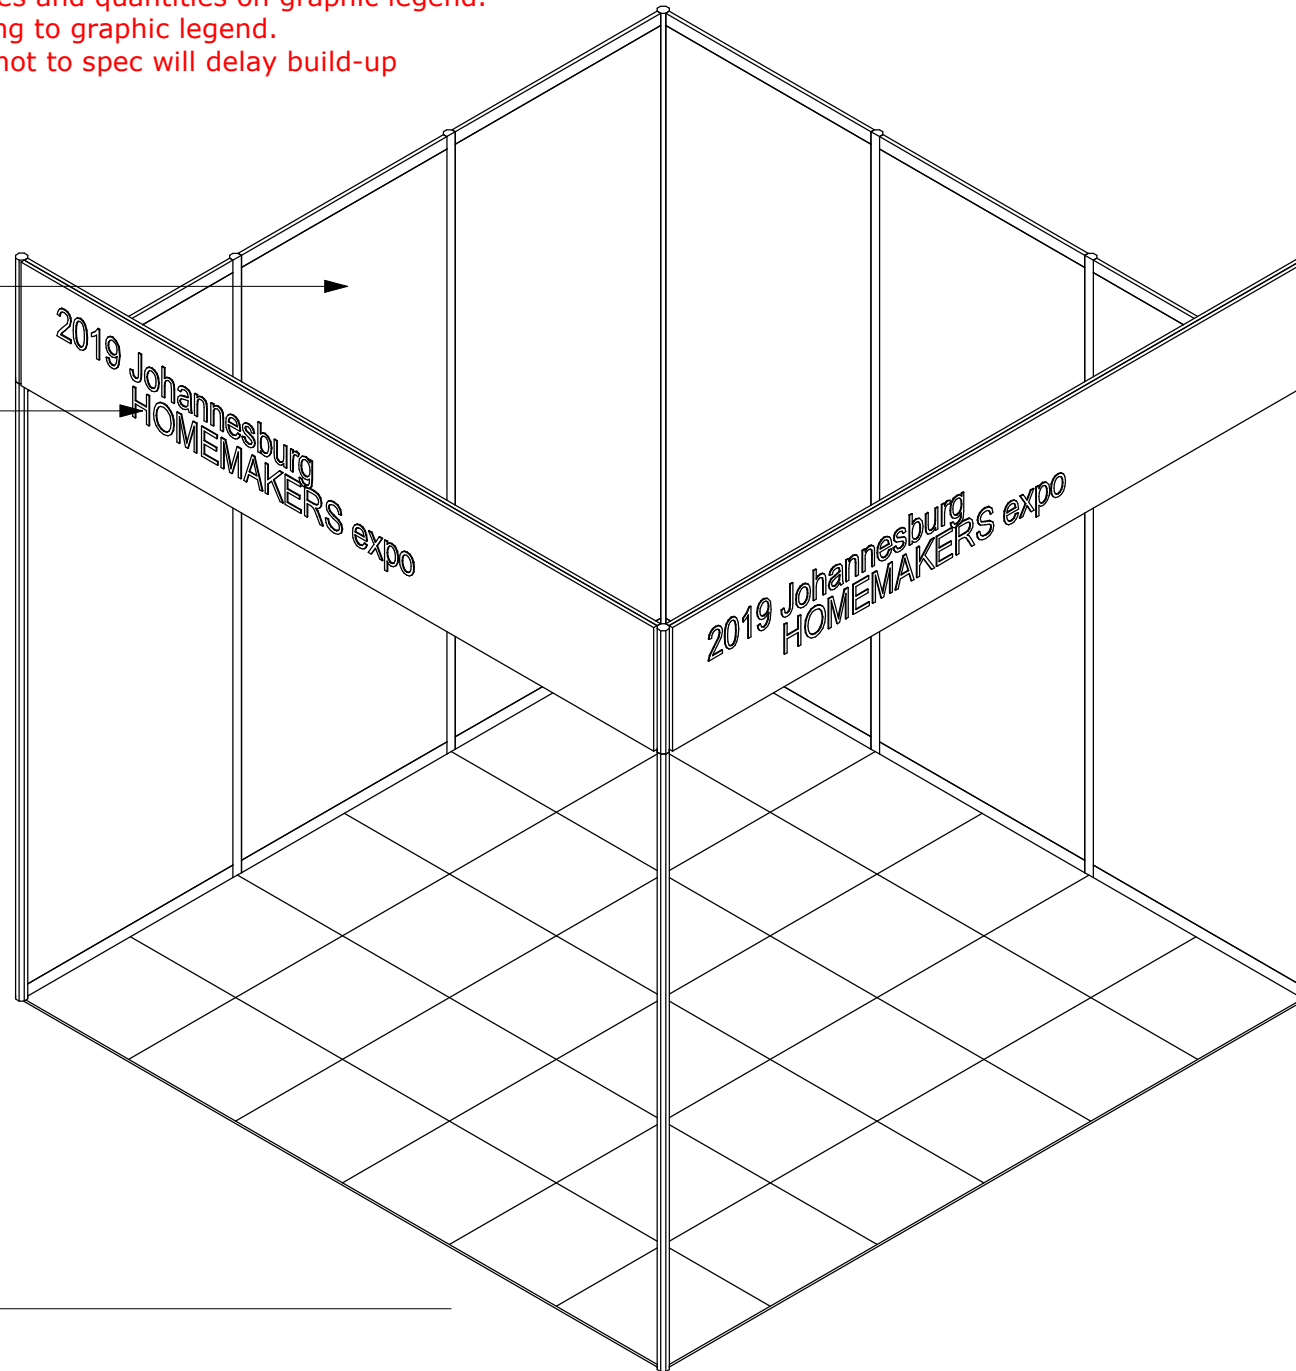 es and quantities on graphic legend.
ng to graphic legend.
not to spec will delay build-up
2019 Johannesburg
HOMEMAKERS expo
2019 Johannesburg
HOMEMAKERS expo